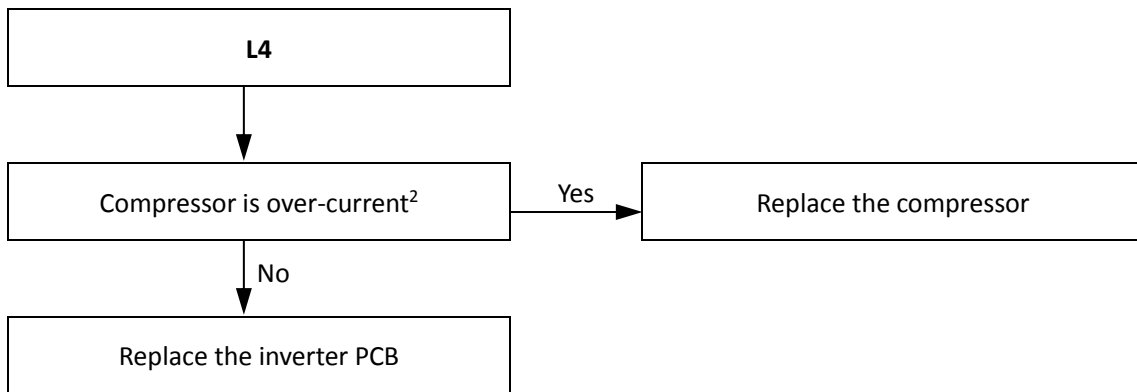 L4
Compressor is over-current²
Yes
Replace the compressor
No
Replace the inverter PCB